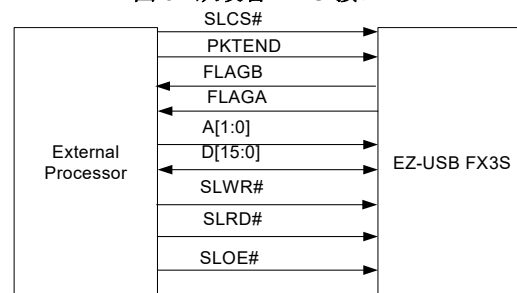 SLCS#
PKTEND
FLAGB
FLAGA
A[1:0]
D[15:0]
SLWR#
SLRD#
SLOE#
External
Processor
EZ-USB FX3S